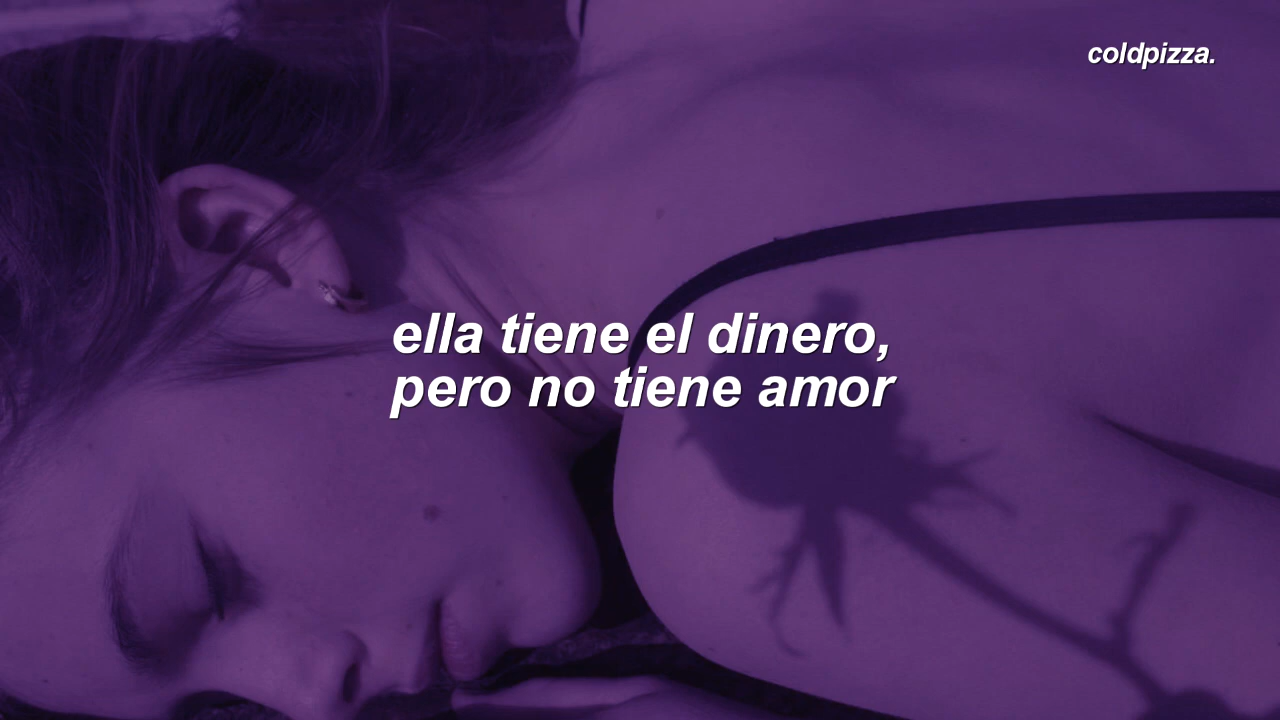 coldpizza.
ella tiene el dinero,
pero no tiene amor